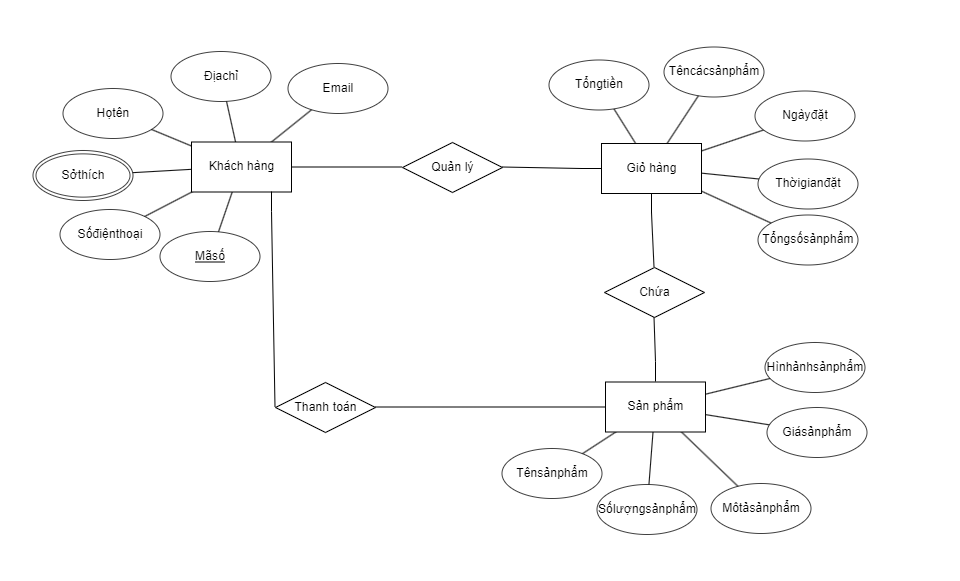 Địachỉ
Email
Họtên
Sởthích
Sốđiệnthoại
Mãsố
Khách hàng
Quản lý
Tổngtiền
Têncácsảnphẩm
Ngàyđặt
Giỏ hàng
Thờigianđặt
Tổngsốsảnphẩm
Chứa
Thanh toán
Sản phẩm
Hìnhảnhsảnphẩm
Giásảnphẩm
Tênsảnphẩm
Sốlượngsảnphẩm
Môtảsảnphẩm